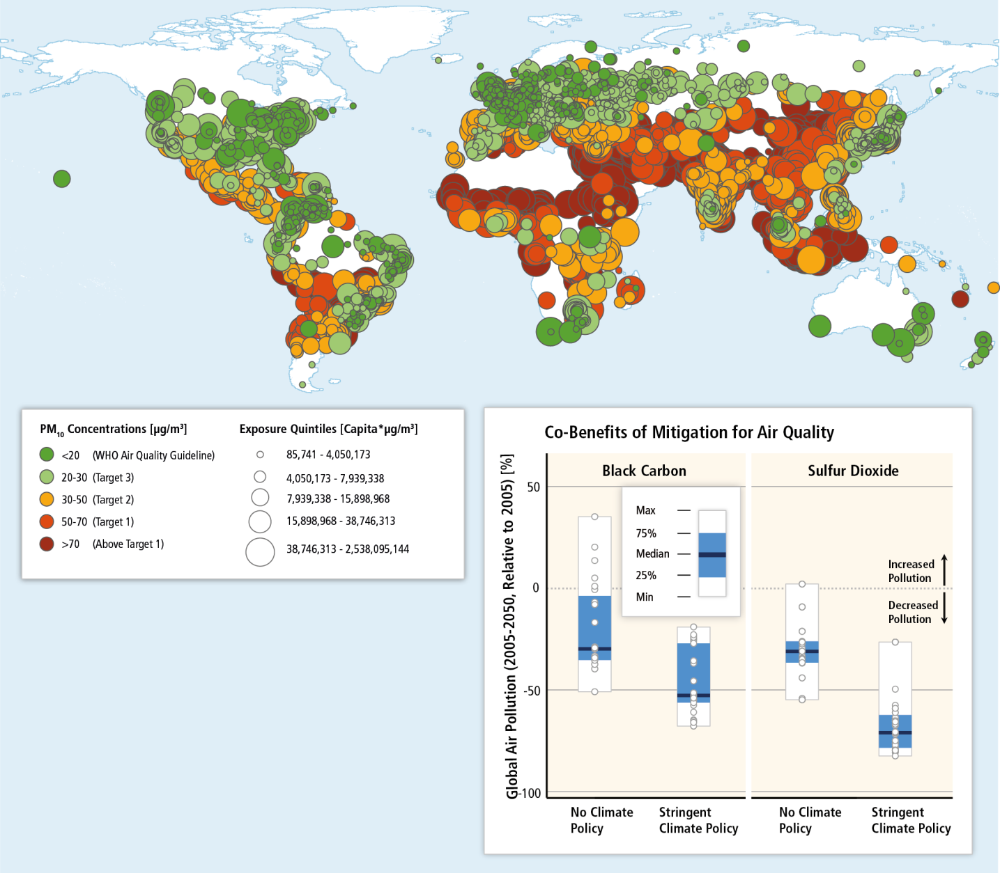 PM10 Concentrations [µg/m³]
<20 (WHO Air Quality Guideline)
20-30 (Target 3)
30-50 (Target 2)
50-70 (Target 1)
>70 (Above Target 1)
Exposure Quintiles [Capita*µg/m³]
85,741 - 4,050,173
4,050,173 - 7,939,338
7,939,338 - 15,898,968
15,898,968 - 38,746,313
38,746,313 - 2,538,095,144
Co-Benefits of Mitigation for Air Quality
Global Air Pollution (2005-2050, Relative to 2005) [%]
50
0
-50
-100
Black Carbon
Sulfur Dioxide
Max
75%
Median
25%
Min
Increased
Pollution
Decreased
Pollution
No Climate
Policy
Stringent
Climate Policy
No Climate
Policy
Stringent
Climate Policy